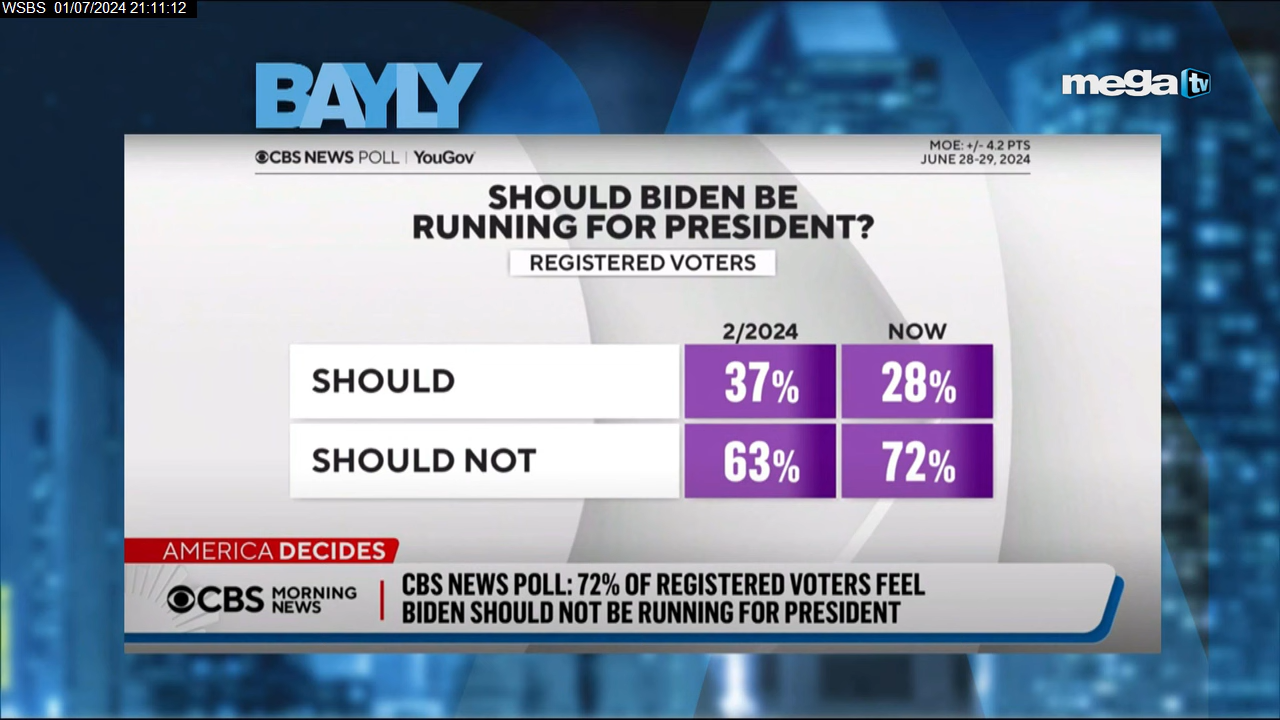 WSBS 01/07/2024 21:11:12
BAYLY
mega tv
CBS NEWS POLL | YouGov
MOE: +/- 4.2 PTS
JUNE 28-29, 2024
SHOULD BIDEN BE
RUNNING FOR PRESIDENT?
REGISTERED VOTERS
2/2024 NOW
SHOULD 37% 28%
SHOULD NOT 63% 72%
AMERICA DECIDES
CBS MORNING NEWS
CBS NEWS POLL: 72% OF REGISTERED VOTERS FEEL
BIDEN SHOULD NOT BE RUNNING FOR PRESIDENT